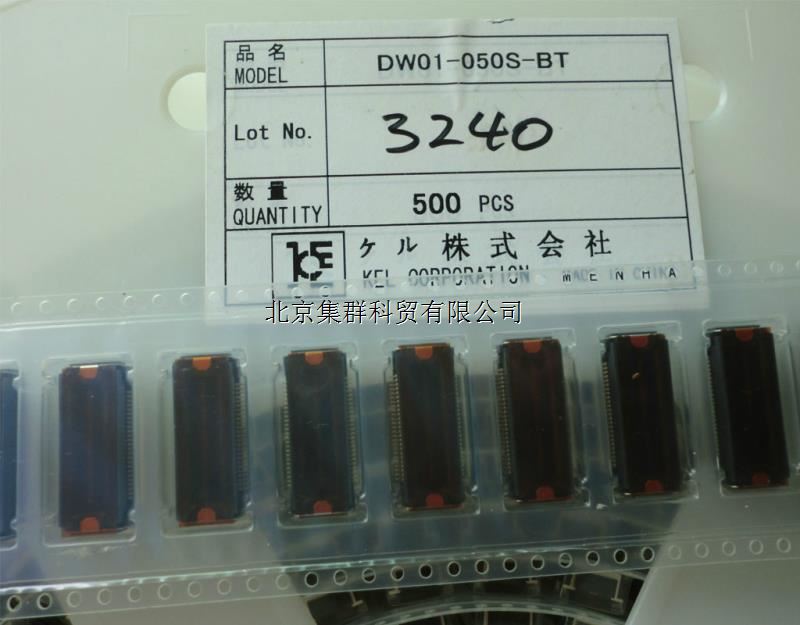 品名 MODEL DW01-050S-BT
Lot No. 3240
数量 QUANTITY 500 PCS
ケル株式会社
KEL CORPORATION MADE IN CHINA
北京集群科贸有限公司